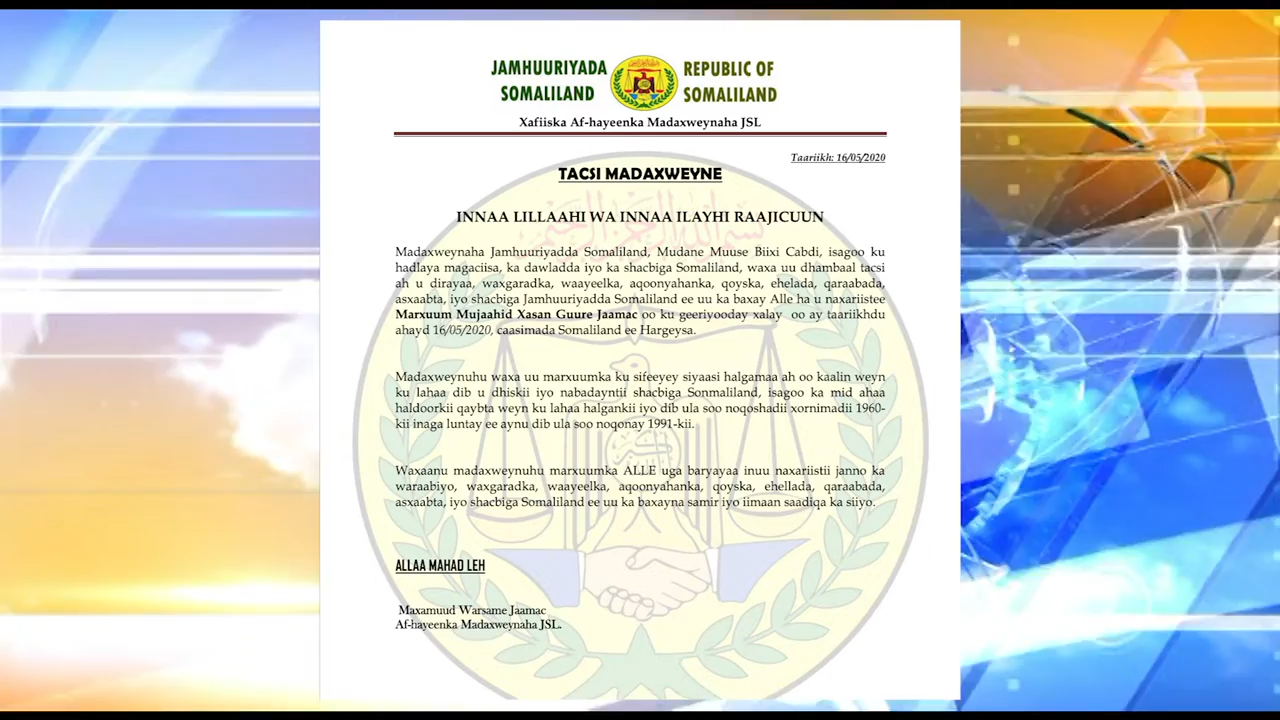 JAMHUURIYADA SOMALILAND
REPUBLIC OF SOMALILAND
Xafiiska Af-hayeenka Madaxweynaha JSL
Taariikh: 16/05/2020
TACSI MADAXWEYNE
INNAA LILLAAHI WA INNAA ILAYHI RAAJICUUN
Madaxweynaha Jamhuuriyadda Somaliland, Mudane Muuse Biixi Cabdi, isagoo ku
hadlaya magaciisa, ka dawladda iyo ka shacbiga Somaliland, waxa uu dhambaal tacsi
ah u dirayaa, waxgaradka, waayeelka, aqoonyahanka, qoyska, ehelada, qaraabada,
asxaabta, iyo shacbiga Jamhuuriyadda Somaliland ee uu ka baxay Alle ha u naxariistee
Marxuum Mujaahid Xasan Guure Jaamac oo ku geeriyooday xalay oo ay taariikhdu
ahayd 16/05/2020, caasimada Somaliland ee Hargeysa.
Madaxweynuhu waxa uu marxuumka ku sifeeyey siyaasi halgamaa ah oo kaalin weyn
ku lahaa dib u dhiskii iyo nabadayntii shacbiga Sonmaliland, isagoo ka mid ahaa
haldoorkii qaybta weyn ku lahaa halgankii iyo dib ula soo noqoshadii xornimadii 1960-
kii inaga luntay ee aynu dib ula soo noqonay 1991-kii.
Waxaanu madaxweynuhu marxuumka ALLE uga baryayaa inuu naxariistii janno ka
waraabiyo, waxgaradka, waayeelka, aqoonyahanka, qoyska, ehellada, qaraabada,
asxaabta, iyo shacbiga Somaliland ee uu ka baxayna samir iyo iimaan saadiqa ka siiyo.
ALLAA MAHAD LEH
Maxamuud Warsame Jaamac
Af-hayeenka Madaxweynaha JSL.